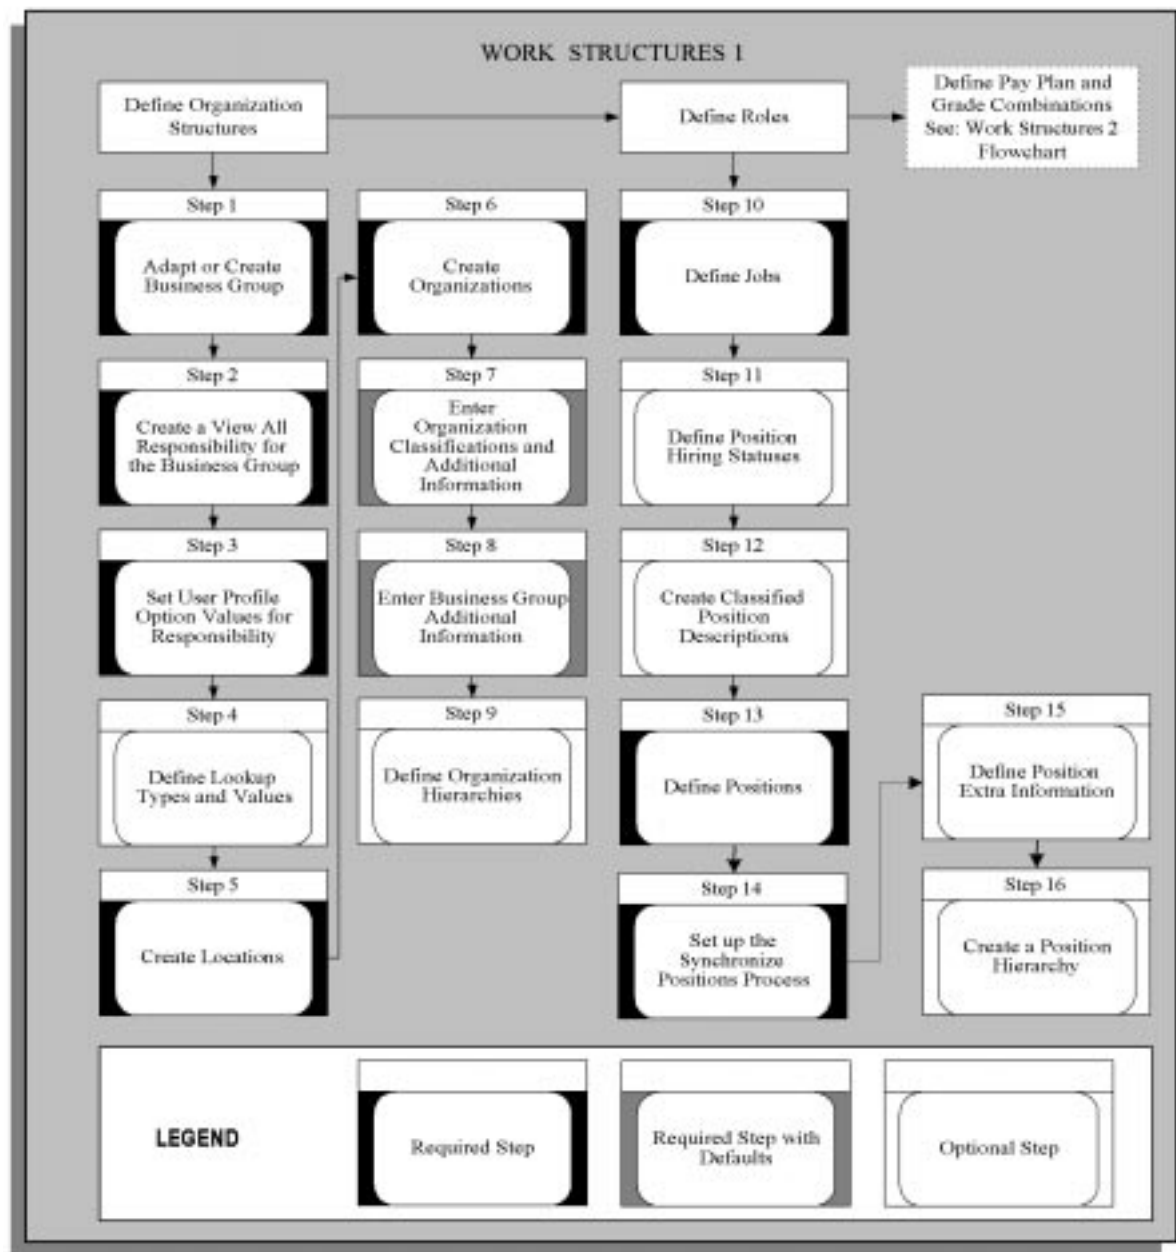 WORK STRUCTURES 1
Define Organization
Structures
Define Roles
Define Pay Plan and
Grade Combinations
See: Work Structures 2
Flowchart
Step 1
Adapt or Create
Business Group
Step 2
Create a View All
Responsibility for
the Business Group
Step 3
Set User Profile
Option Values for
Responsibility
Step 4
Define Lookup
Types and Values
Step 5
Create Locations
Step 6
Create
Organizations
Step 7
Enter
Organization
Classifications and
Additional
Information
Step 8
Enter Business Group
Additional
Information
Step 9
Define Organization
Hierarchies
Step 10
Define Jobs
Step 11
Define Position
Hiring Statuses
Step 12
Create Classified
Position
Descriptions
Step 13
Define Positions
Step 14
Set up the
Synchronize
Positions Process
Step 15
Define Position
Extra Information
Step 16
Create a Position
Hierarchy
LEGEND
Required Step
Required Step with
Defaults
Optional Step